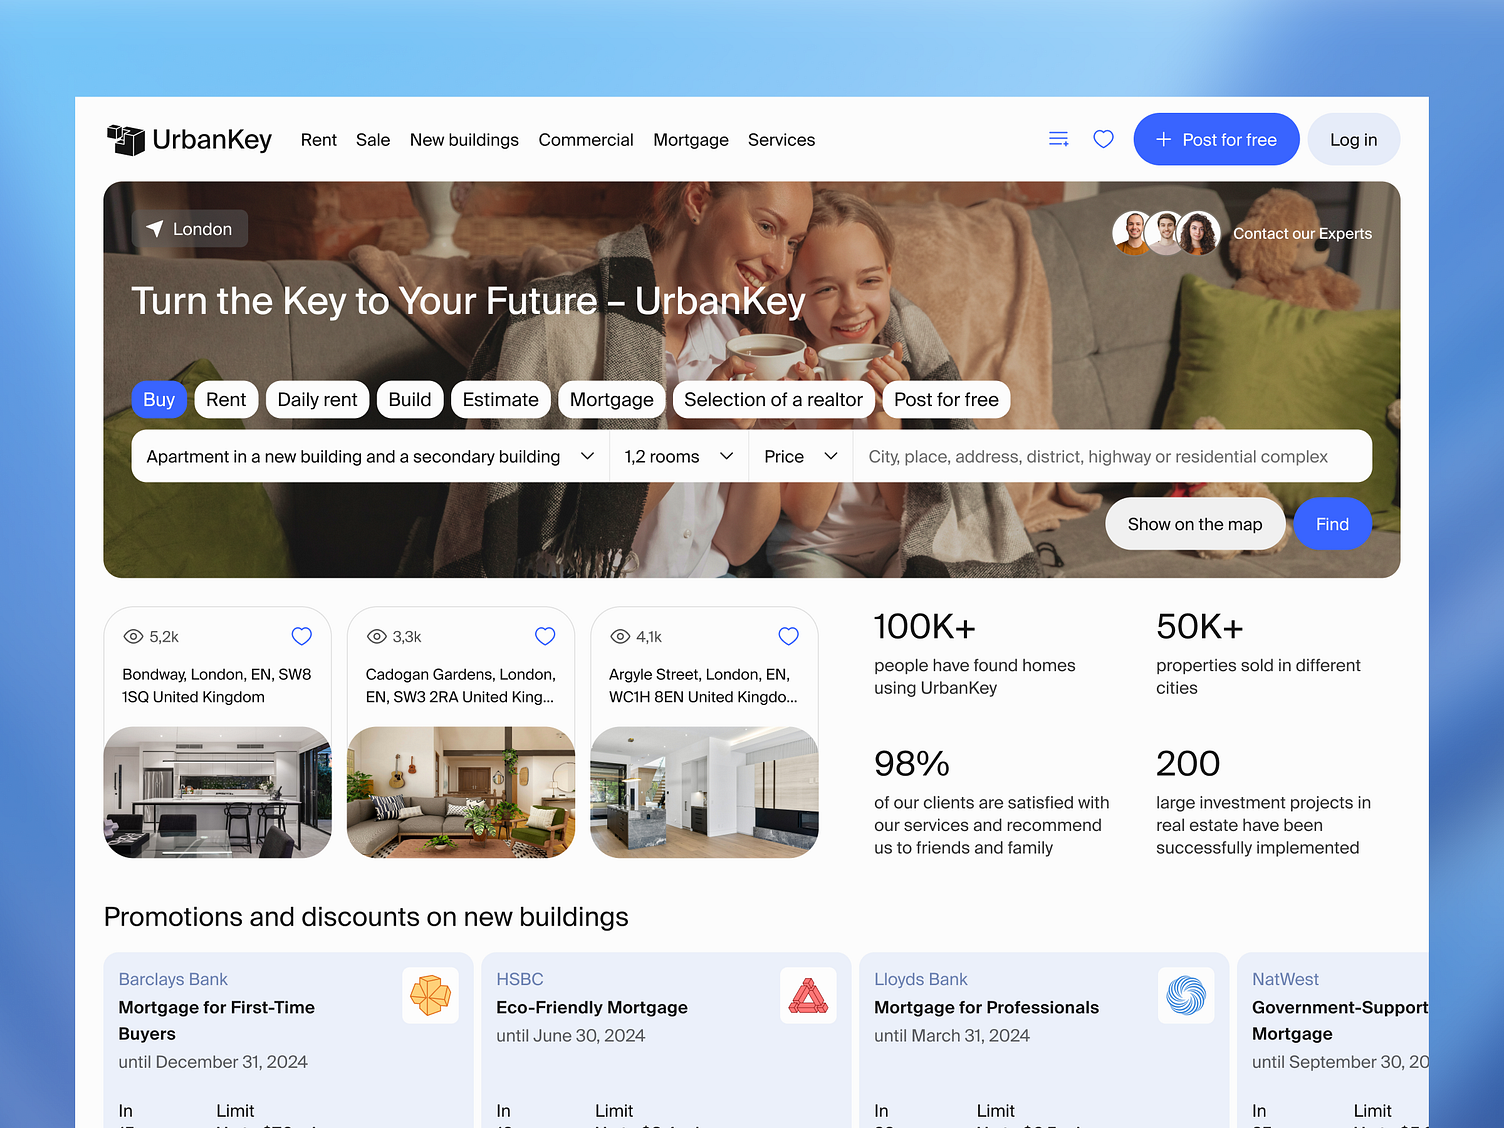 UrbanKey
Rent
Sale
New buildings
Commercial
Mortgage
Services
Post for free
Log in
London
Contact our Experts
Turn the Key to Your Future – UrbanKey
Buy
Rent
Daily rent
Build
Estimate
Mortgage
Selection of a realtor
Post for free
Apartment in a new building and a secondary building
1,2 rooms
Price
City, place, address, district, highway or residential complex
Show on the map
Find
5,2k
Bondway, London, EN, SW8
1SQ United Kingdom
3,3k
Cadogan Gardens, London,
EN, SW3 2RA United King...
4,1k
Argyle Street, London, EN,
WC1H 8EN United Kingdo...
100K+
people have found homes
using UrbanKey
50K+
properties sold in different
cities
98%
of our clients are satisfied with
our services and recommend
us to friends and family
200
large investment projects in
real estate have been
successfully implemented
Promotions and discounts on new buildings
Barclays Bank
Mortgage for First-Time
Buyers
until December 31, 2024
In
Limit
HSBC
Eco-Friendly Mortgage
until June 30, 2024
In
Limit
Lloyds Bank
Mortgage for Professionals
until March 31, 2024
In
Limit
NatWest
Government-Support
Mortgage
until September 30, 20
In
Limit